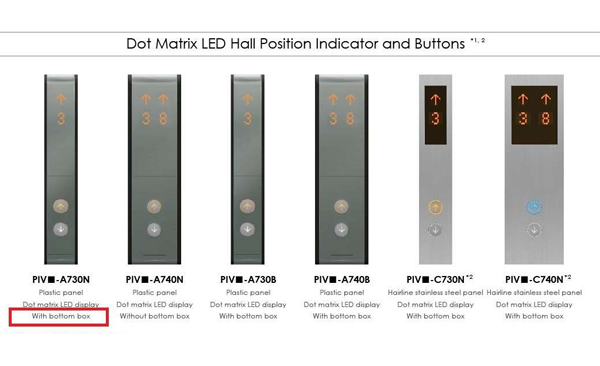 Dot Matrix LED Hall Position Indicator and Buttons *1, 2
3
3 8
3
3 8
3
3 8
PIV■-A730N
Plastic panel
Dot matrix LED display
With bottom box
PIV■-A740N
Plastic panel
Dot matrix LED display
Without bottom box
PIV■-A730B
Plastic panel
Dot matrix LED display
With bottom box
PIV■-A740B
Plastic panel
Dot matrix LED display
With bottom box
PIV■-C730N*2
Hairline stainless steel panel
Dot matrix LED display
With bottom box
PIV■-C740N*2
Hairline stainless steel panel
Dot matrix LED display
With bottom box